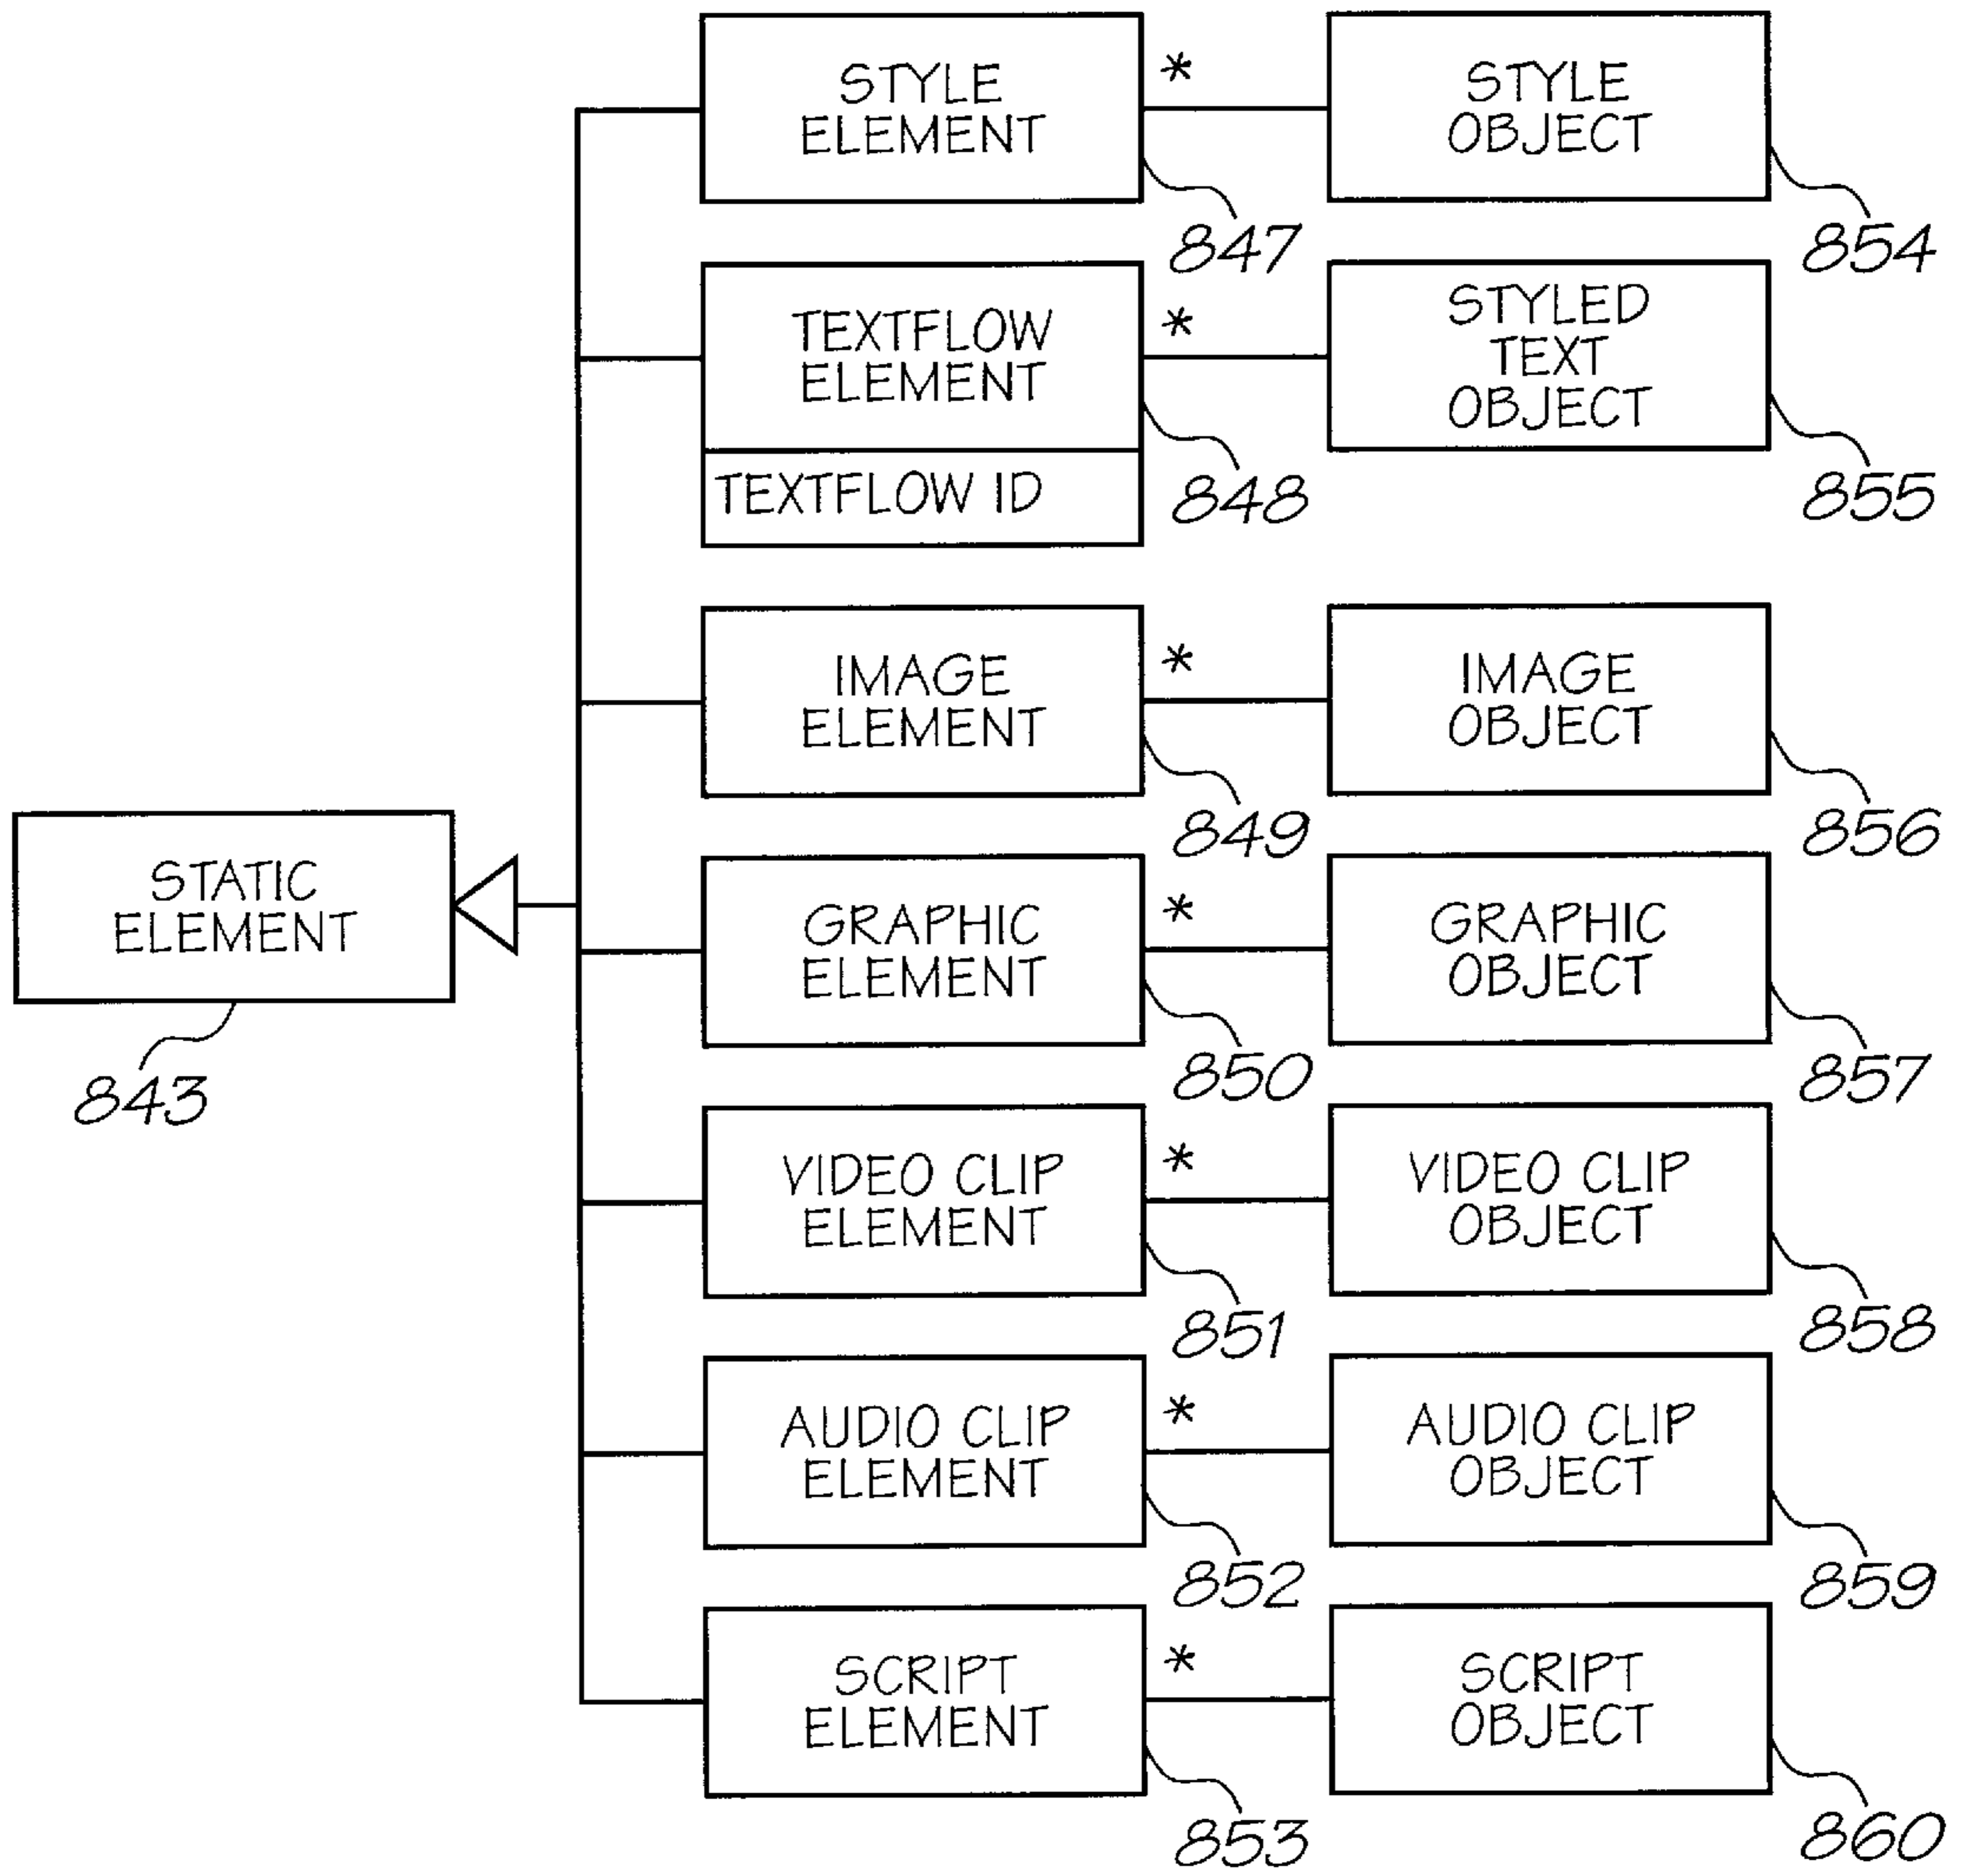 STYLE
ELEMENT
*
847
STYLE
OBJECT
854
TEXTFLOW
ELEMENT
TEXTFLOW ID
*
848
STYLED
TEXT
OBJECT
855
IMAGE
ELEMENT
*
849
IMAGE
OBJECT
856
STATIC
ELEMENT
843
GRAPHIC
ELEMENT
*
850
GRAPHIC
OBJECT
857
VIDEO CLIP
ELEMENT
*
851
VIDEO CLIP
OBJECT
858
AUDIO CLIP
ELEMENT
*
852
AUDIO CLIP
OBJECT
859
SCRIPT
ELEMENT
*
853
SCRIPT
OBJECT
860